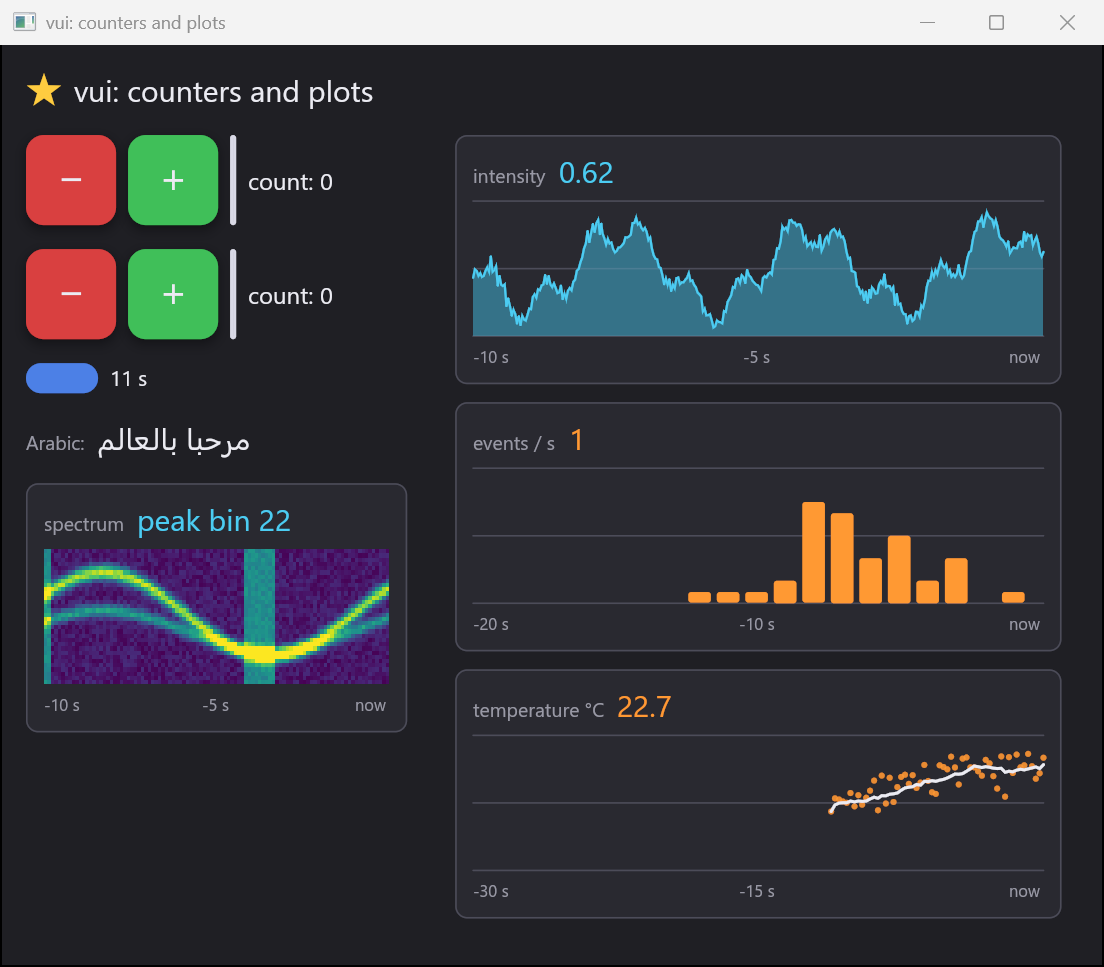 vui: counters and plots
vui: counters and plots
− + count: 0
− + count: 0
11 s
Arabic: مرحبا بالعالم
spectrum peak bin 22
-10 s -5 s now
intensity 0.62
-10 s -5 s now
events / s 1
-20 s -10 s now
temperature °C 22.7
-30 s -15 s now